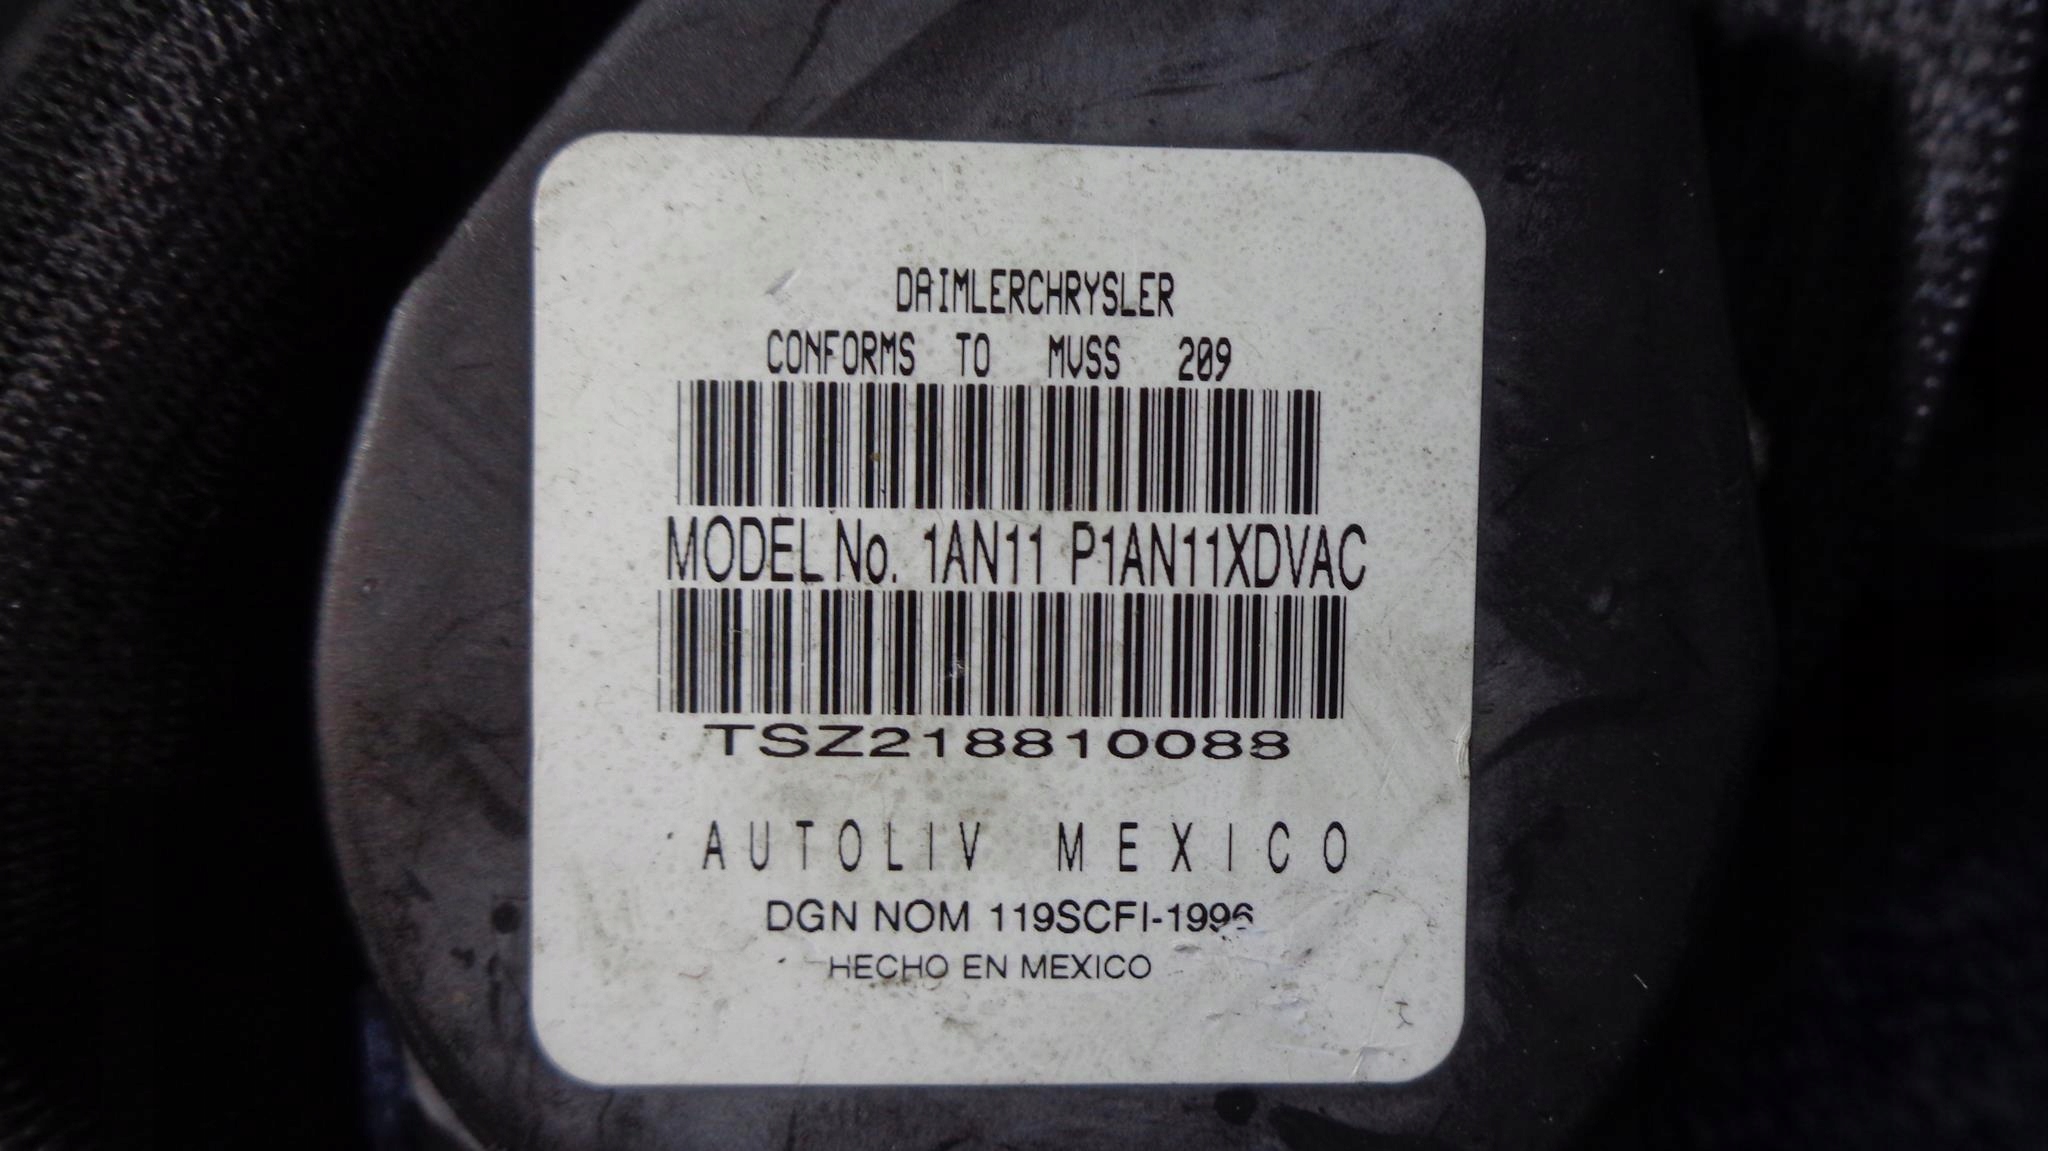 DAIMLERCHRYSLER
CONFORMS TO MVSS 209
MODEL No. 1AN11 P1AN11XDVAC
TSZ218810088
AUTOLIV MEXICO
DGN NOM 119SCFI-1996
HECHO EN MEXICO